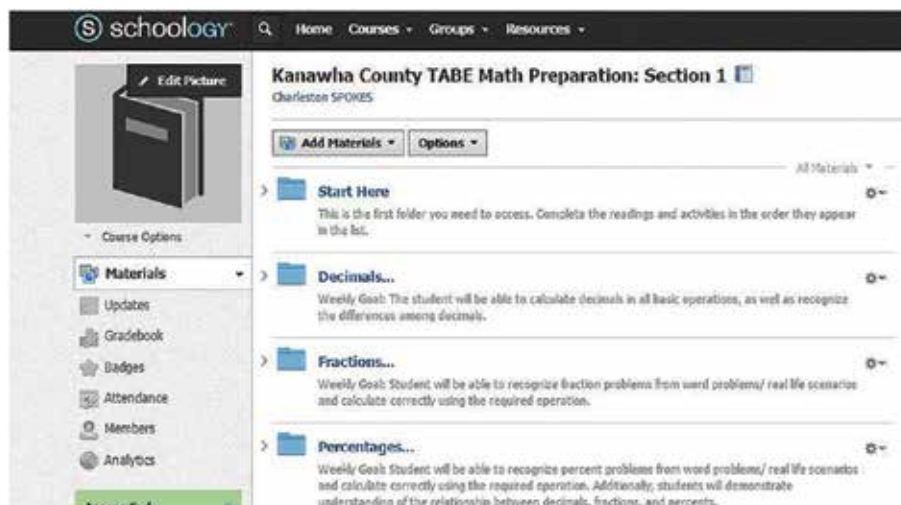 S schoology Home Courses Groups Resources
Edit Picture
Kanawha County TABE Math Preparation: Section 1
Charleston SPOKES
Add Materials Options
All Materials
Start Here
This is the first folder you need to access. Complete the readings and activities in the order they appear
in the list.
Course Options
Materials
Updates
Gradebook
Badges
Attendance
Members
Analytics
Decimals...
Weekly Goal: The student will be able to calculate decimals in all basic operations, as well as recognize
the differences among decimals.
Fractions...
Weekly Goal: Student will be able to recognize fraction problems from word problems/ real life scenarios
and calculate correctly using the required operation.
Percentages...
Weekly Goal: Student will be able to recognize percent problems from word problems/ real life scenarios
and calculate correctly using the required operation. Additionally, students will demonstrate
understanding of the relationship between decimals, fractions, and percents.